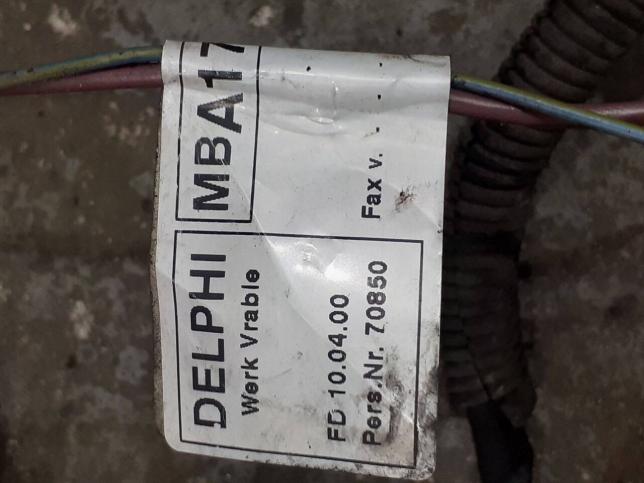 DELPHI
Werk Vrable
FD 10.04.00
Pers.Nr. 70850
MBA17
Fax v. - - -